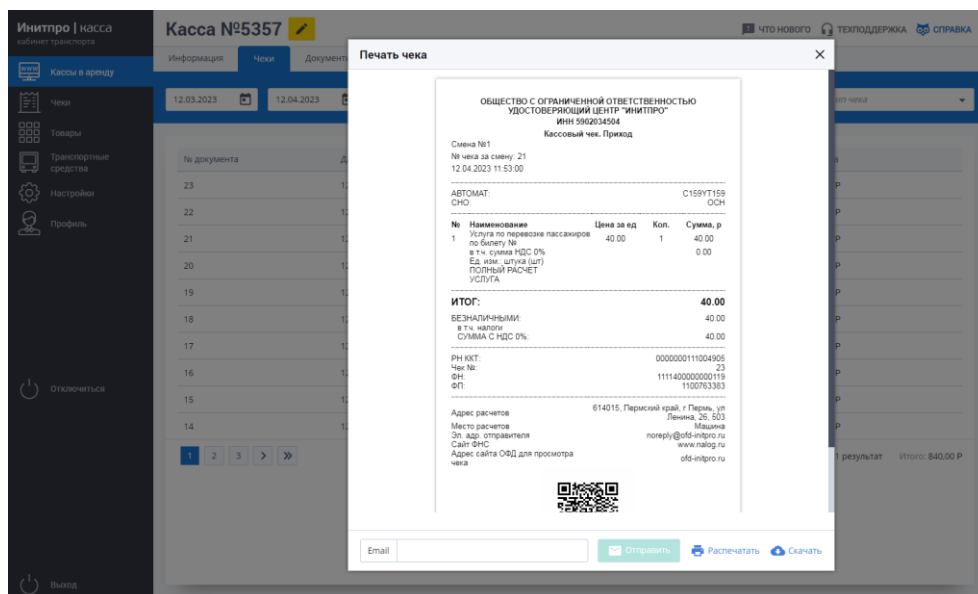 Инитпро | касса
кабинет транспорта
Касса №5357
ЧТО НОВОГО
ТЕХПОДДЕРЖКА
СПРАВКА
Кассы в аренду
Чеки
Товары
Транспортные
средства
Настройки
Профиль
Отключиться
Выход
Информация
Чеки
12.03.2023
12.04.2023
чека
№ документа
23
22
21
20
19
18
17
16
15
14
1 2 3
1 результат
Итого: 840,00 Р
Печать чека
ОБЩЕСТВО С ОГРАНИЧЕННОЙ ОТВЕТСТВЕННОСТЬЮ
УДОСТОВЕРЯЮЩИЙ ЦЕНТР "ИНИТПРО"
ИНН 5902034504
Кассовый чек. Приход
Смена №1
№ чека за смену: 21
12.04.2023 11:53:00
АВТОМАТ: С159УТ159
СНО: ОСН
№ Наименование Цена за ед Кол. Сумма, р
1 Услуга по перевозке пассажиров 40.00 1 40.00
по билету №
в т.ч. сумма НДС 0% 0.00
Ед. изм.: штука (шт)
ПОЛНЫЙ РАСЧЕТ
УСЛУГА
ИТОГ: 40.00
БЕЗНАЛИЧНЫМИ: 40.00
в т.ч. налоги
СУММА С НДС 0%: 40.00
РН ККТ: 0000000111004905
Чек №: 23
ФН: 1111400000000119
ФП: 1100763383
Адрес расчетов 614015, Пермский край, г Пермь, ул
Ленина, 26, 503
Место расчетов Машина
Эл. адр. отправителя noreply@ofd-initpro.ru
Сайт ФНС www.nalog.ru
Адрес сайта ОФД для просмотра ofd-initpro.ru
чека
Email
Отправить
Распечатать
Скачать